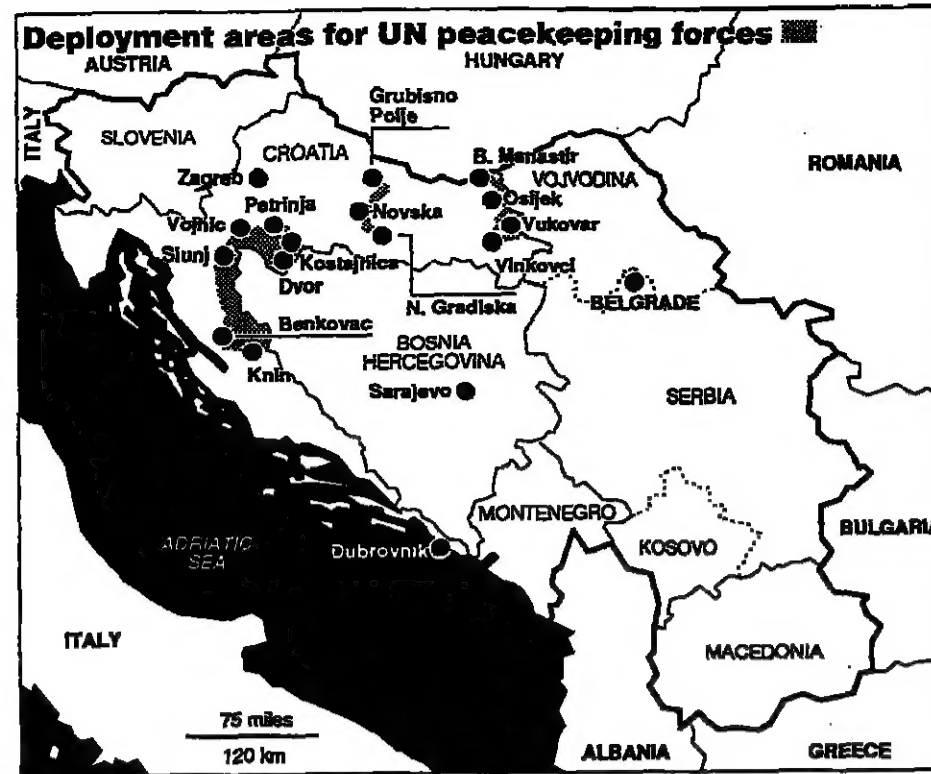 Deployment areas for UN peacekeeping forces
AUSTRIA
HUNGARY
ITALY
SLOVENIA
Grubisno
Polje
CROATIA
B. Manastir
ROMANIA
Zagreb
VOJVODINA
Osijek
Petrinja
Novska
Vukovar
Vojnic
Slunj
Kostajnica
Vinkovci
Dvor
N. Gradiska
BELGRADE
Benkovac
BOSNIA
HERCEGOVINA
Knin
Sarajevo
SERBIA
MONTENEGRO
BULGARIA
ADRIATIC
SEA
Dubrovnik
KOSOVO
ITALY
MACEDONIA
75 miles
120 km
ALBANIA
GREECE